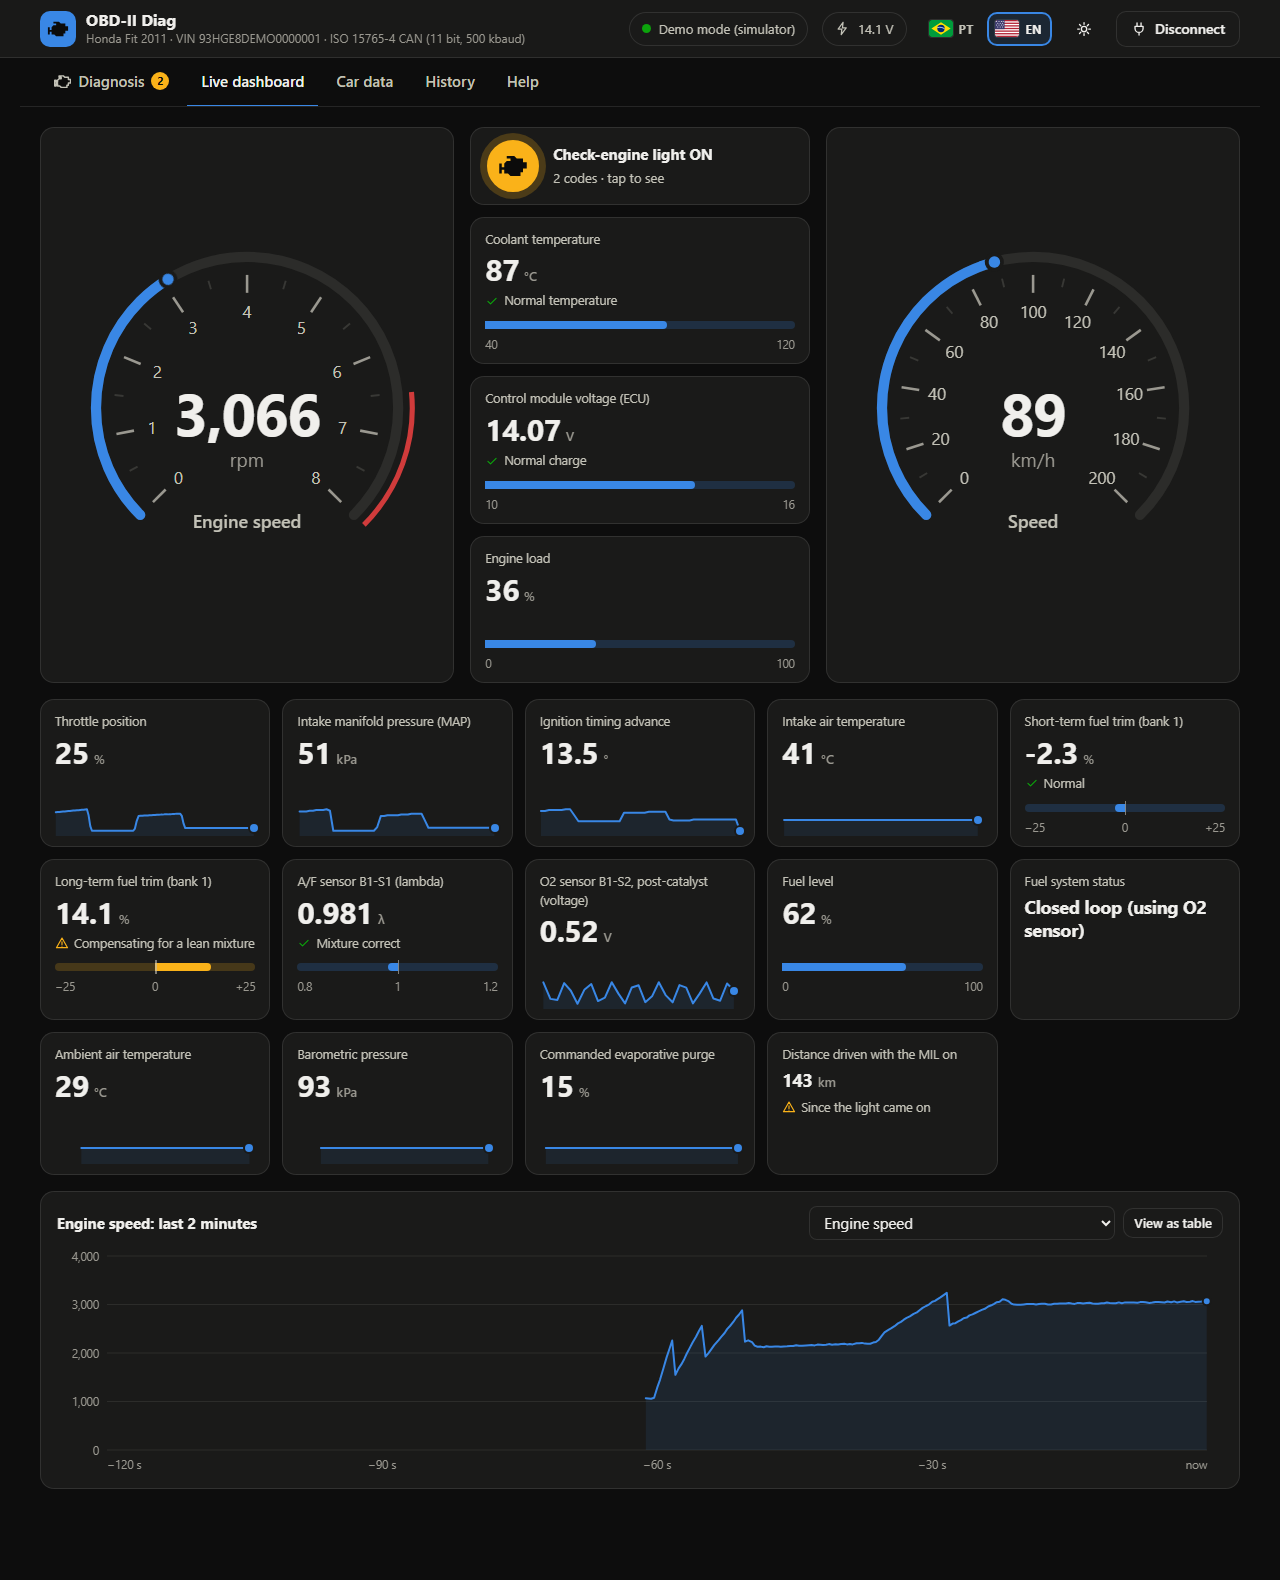 OBD-II Diag
Honda Fit 2011 · VIN 93HGE8DEMO0000001 · ISO 15765-4 CAN (11 bit, 500 kbaud)
Demo mode (simulator)
14.1 V
PT
EN
Disconnect
Diagnosis 2
Live dashboard
Car data
History
Help
0
1
2
3
4
5
6
7
8
3,066
rpm
Engine speed
Check-engine light ON
2 codes · tap to see
Coolant temperature
87 °C
Normal temperature
40 120
Control module voltage (ECU)
14.07 V
Normal charge
10 16
Engine load
36 %
0 100
0
20
40
60
80
100
120
140
160
180
200
89
km/h
Speed
Throttle position
25 %
Intake manifold pressure (MAP)
51 kPa
Ignition timing advance
13.5 °
Intake air temperature
41 °C
Short-term fuel trim (bank 1)
-2.3 %
Normal
−25 0 +25
Long-term fuel trim (bank 1)
14.1 %
Compensating for a lean mixture
−25 0 +25
A/F sensor B1-S1 (lambda)
0.981 λ
Mixture correct
0.8 1 1.2
O2 sensor B1-S2, post-catalyst
(voltage)
0.52 V
Fuel level
62 %
0 100
Fuel system status
Closed loop (using O2
sensor)
Ambient air temperature
29 °C
Barometric pressure
93 kPa
Commanded evaporative purge
15 %
Distance driven with the MIL on
143 km
Since the light came on
Engine speed: last 2 minutes
Engine speed
View as table
4,000
3,000
2,000
1,000
0
−120 s −90 s −60 s −30 s now